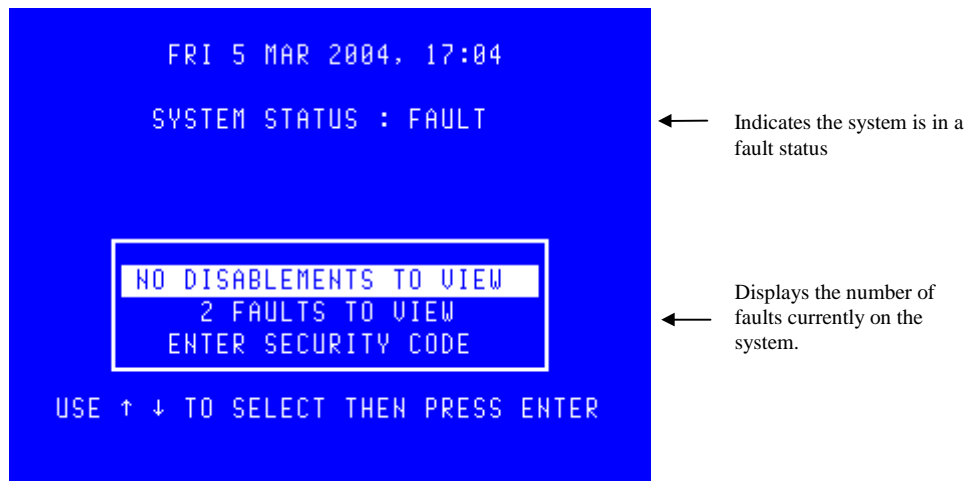 FRI 5 MAR 2004, 17:04
SYSTEM STATUS : FAULT
Indicates the system is in a
fault status
NO DISABLEMENTS TO VIEW
2 FAULTS TO VIEW
ENTER SECURITY CODE
Displays the number of
faults currently on the
system.
USE ↑ ↓ TO SELECT THEN PRESS ENTER